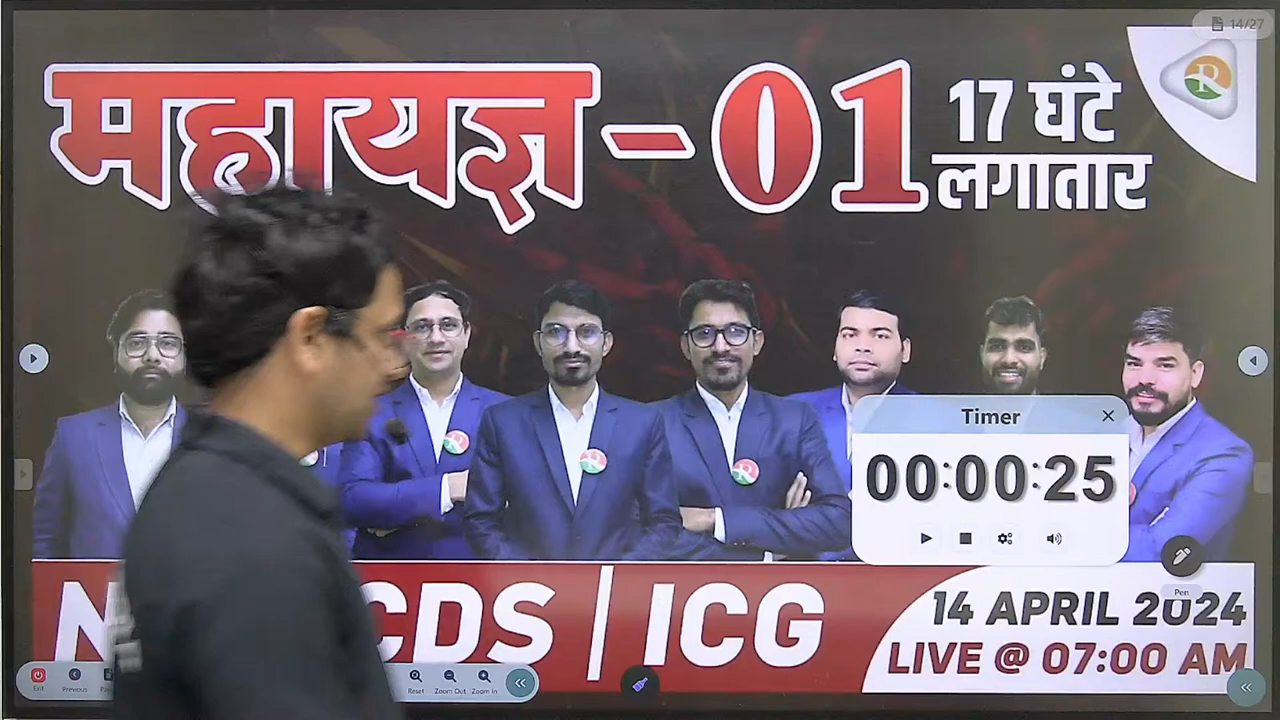 14/27
महायज्ञ - 01
17 घंटे
लगातार
Timer
00:00:25
CDS | ICG
14 APRIL 2024
LIVE @ 07:00 AM
Pen
Exit
Previous
Reset
Zoom Out
Zoom In